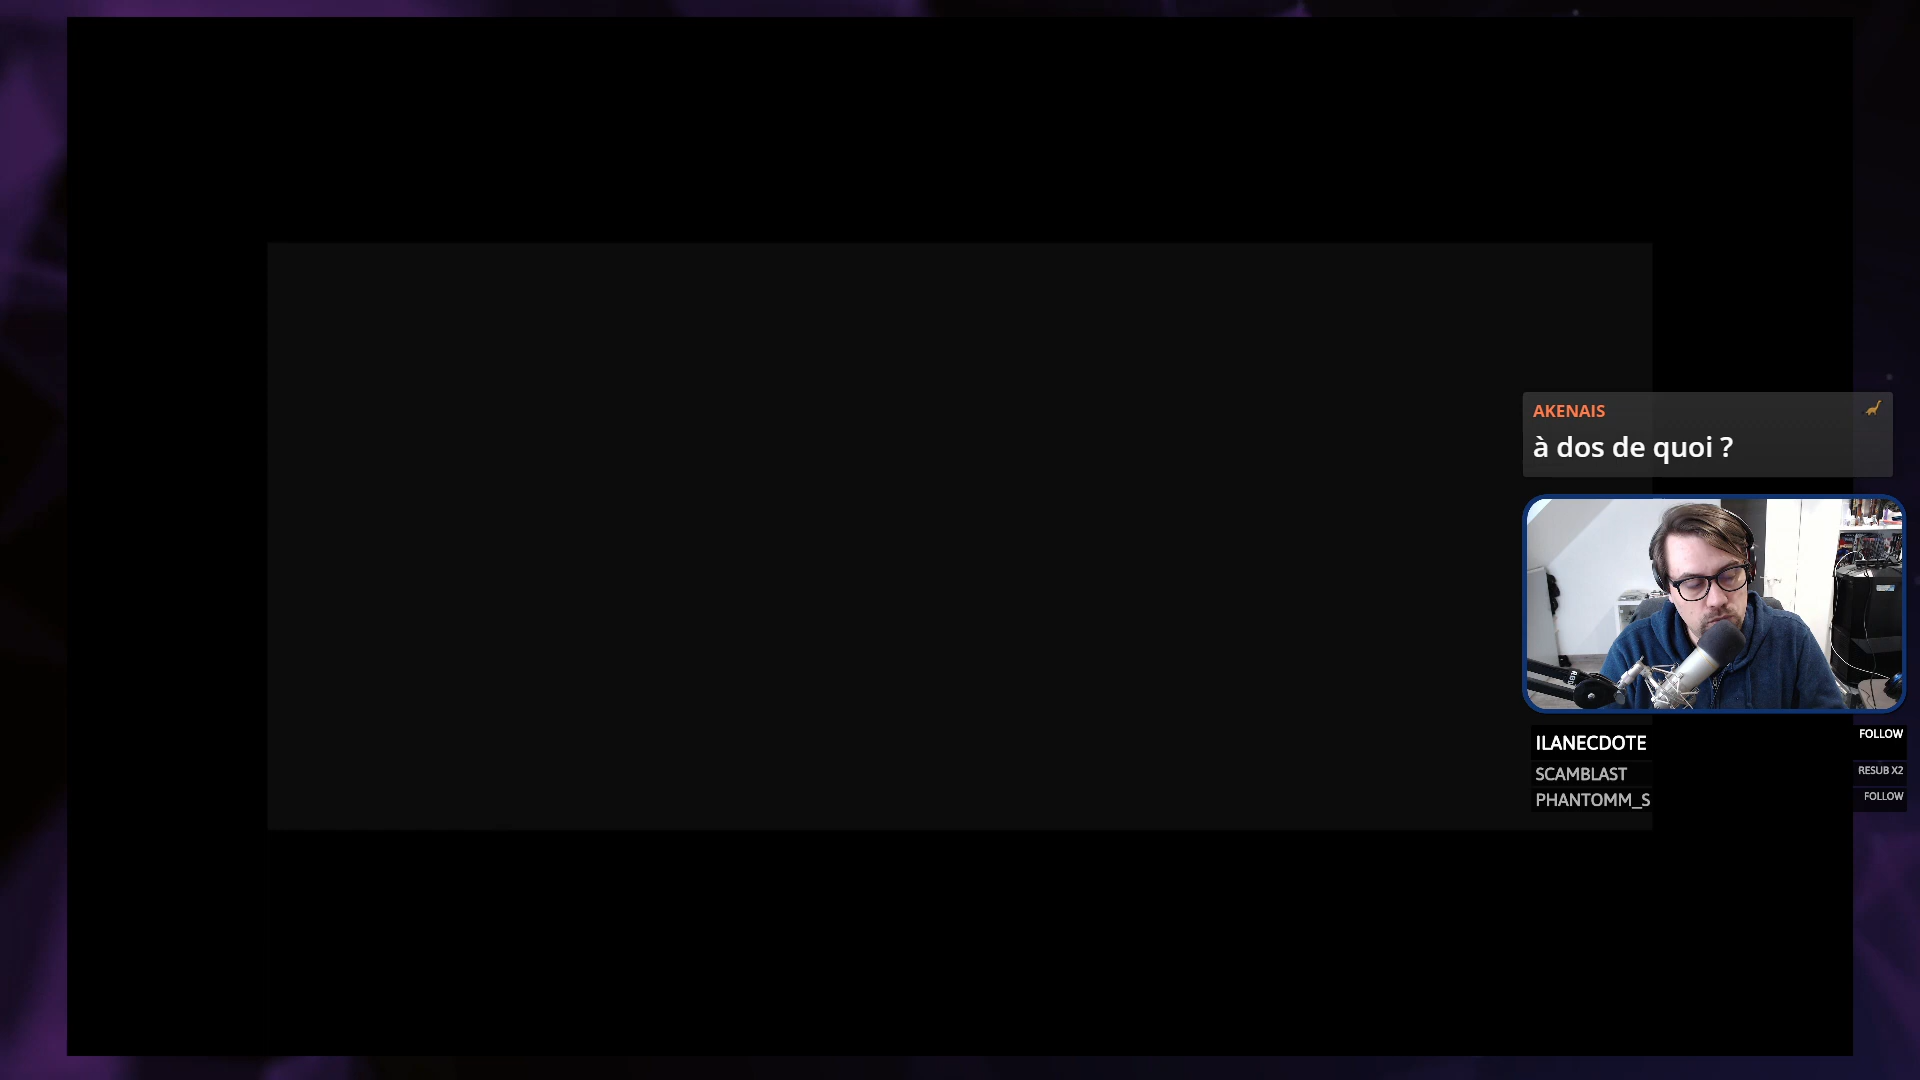 AKENAIS
à dos de quoi ?
ILANECDOTE FOLLOW
SCAMBLAST RESUB X2
PHANTOMM_S FOLLOW